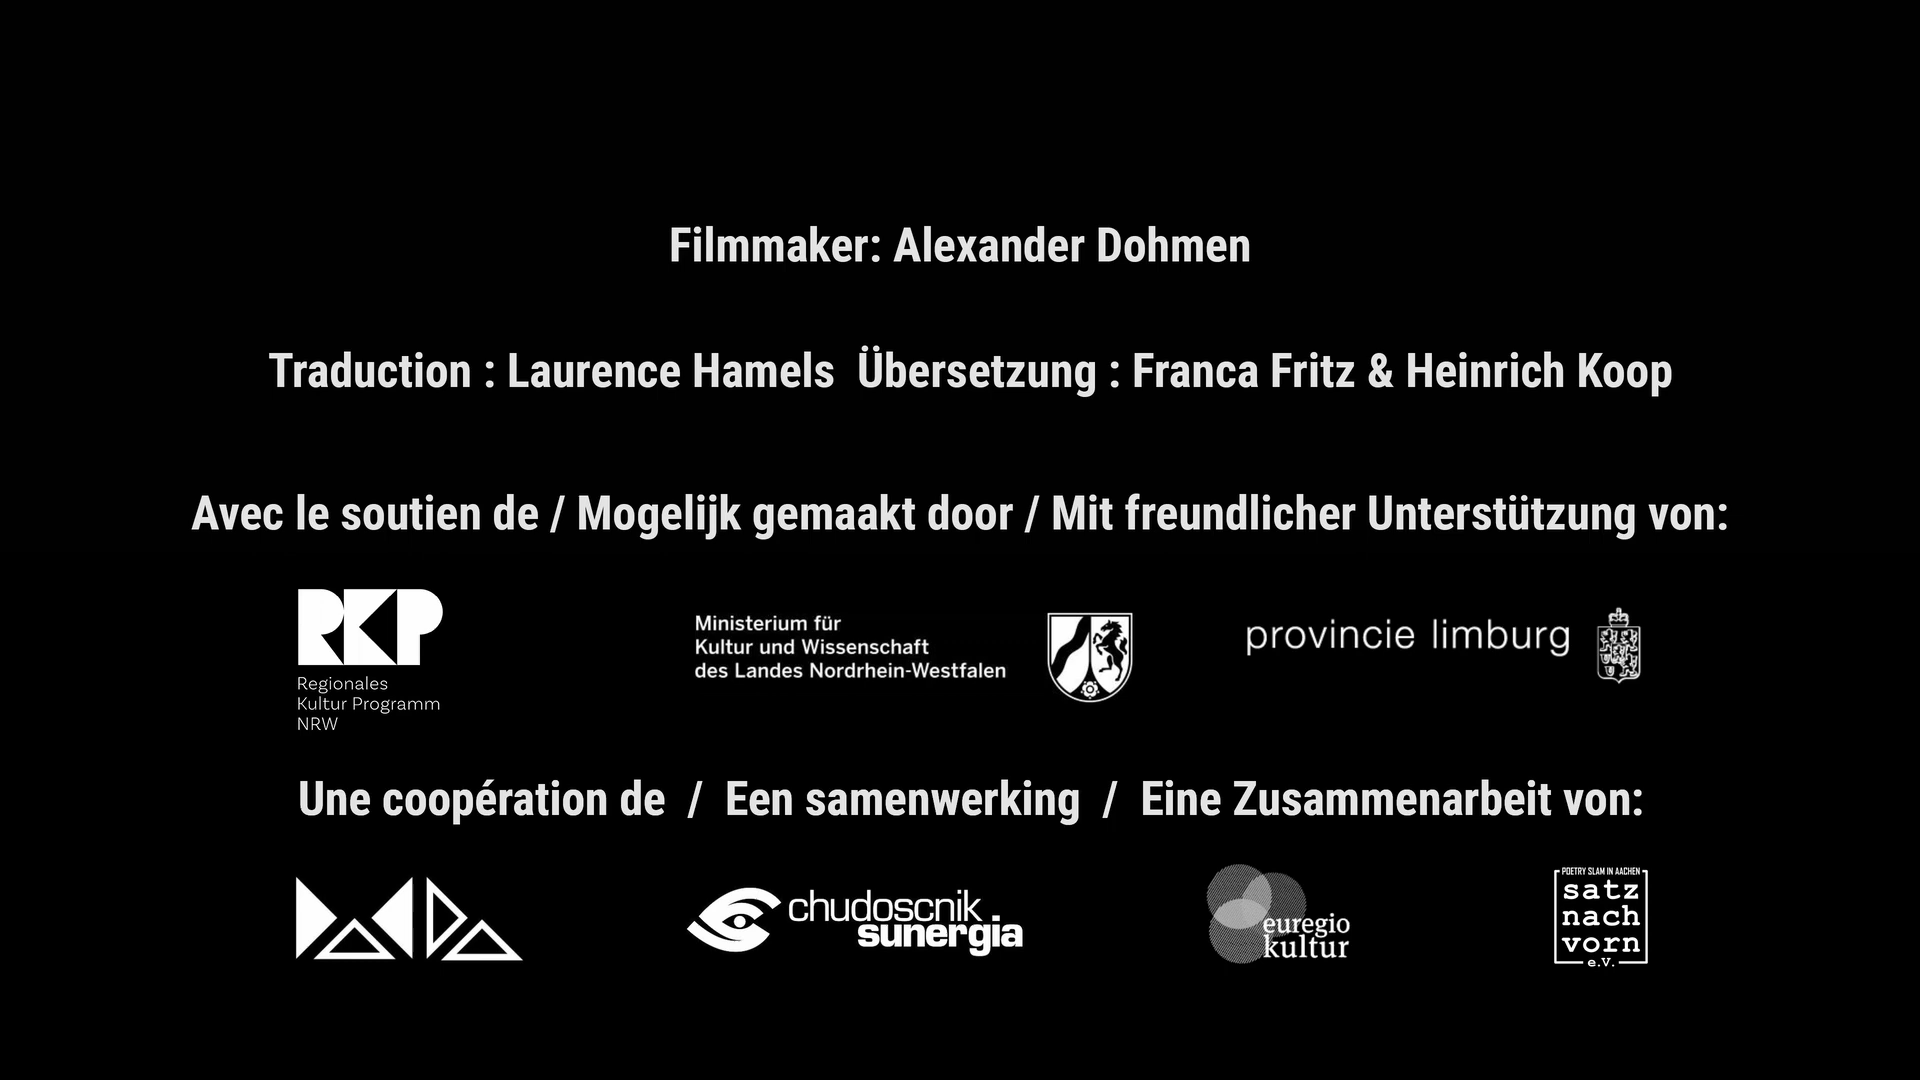 Filmmaker: Alexander Dohmen
Traduction : Laurence Hamels  Übersetzung : Franca Fritz & Heinrich Koop
Avec le soutien de / Mogelijk gemaakt door / Mit freundlicher Unterstützung von:
RKP
Regionales
Kultur Programm
NRW
Ministerium für
Kultur und Wissenschaft
des Landes Nordrhein-Westfalen
provincie limburg
Une coopération de  /  Een samenwerking  /  Eine Zusammenarbeit von:
chudoscnik
sunergia
euregio
kultur
POETRY SLAM IN AACHEN
satz
nach
vorn
e.V.